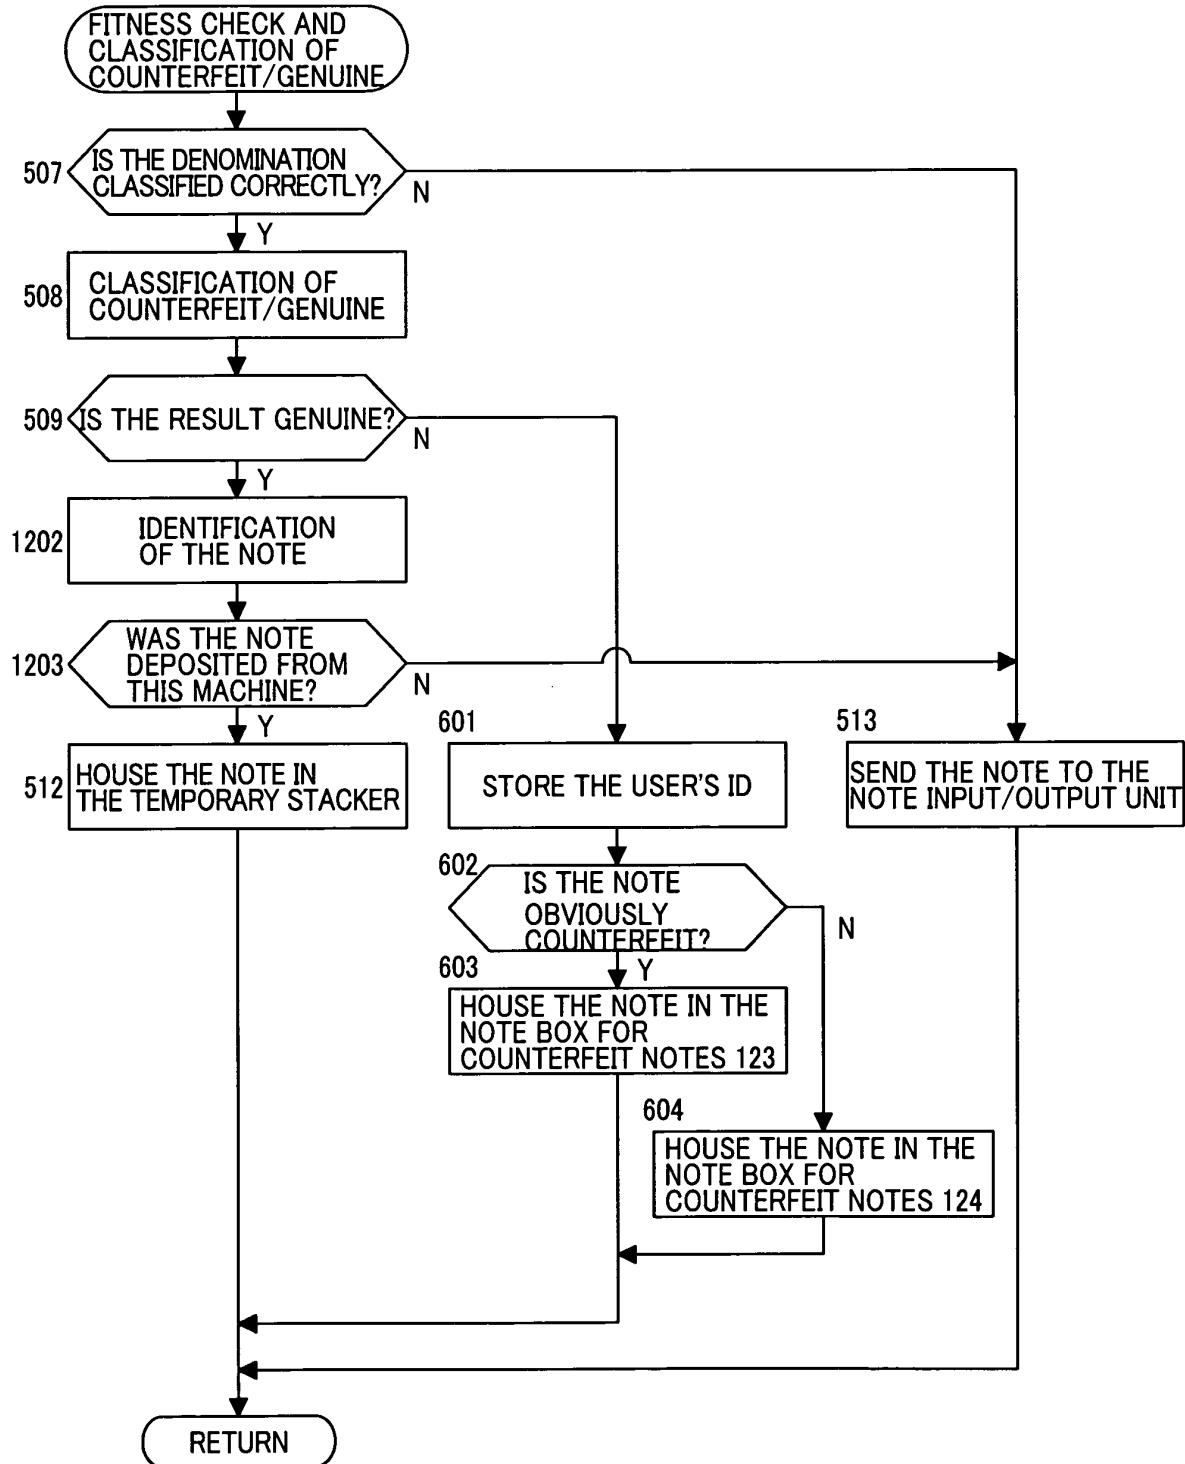 FITNESS CHECK AND
CLASSIFICATION OF
COUNTERFEIT/GENUINE
507
IS THE DENOMINATION
CLASSIFIED CORRECTLY?
N
Y
508
CLASSIFICATION OF
COUNTERFEIT/GENUINE
509
IS THE RESULT GENUINE?
N
Y
1202
IDENTIFICATION
OF THE NOTE
1203
WAS THE NOTE
DEPOSITED FROM
THIS MACHINE?
N
Y
512
HOUSE THE NOTE IN
THE TEMPORARY STACKER
601
STORE THE USER'S ID
513
SEND THE NOTE TO THE
NOTE INPUT/OUTPUT UNIT
602
IS THE NOTE
OBVIOUSLY
COUNTERFEIT?
N
Y
603
HOUSE THE NOTE IN THE
NOTE BOX FOR
COUNTERFEIT NOTES 123
604
HOUSE THE NOTE IN THE
NOTE BOX FOR
COUNTERFEIT NOTES 124
RETURN